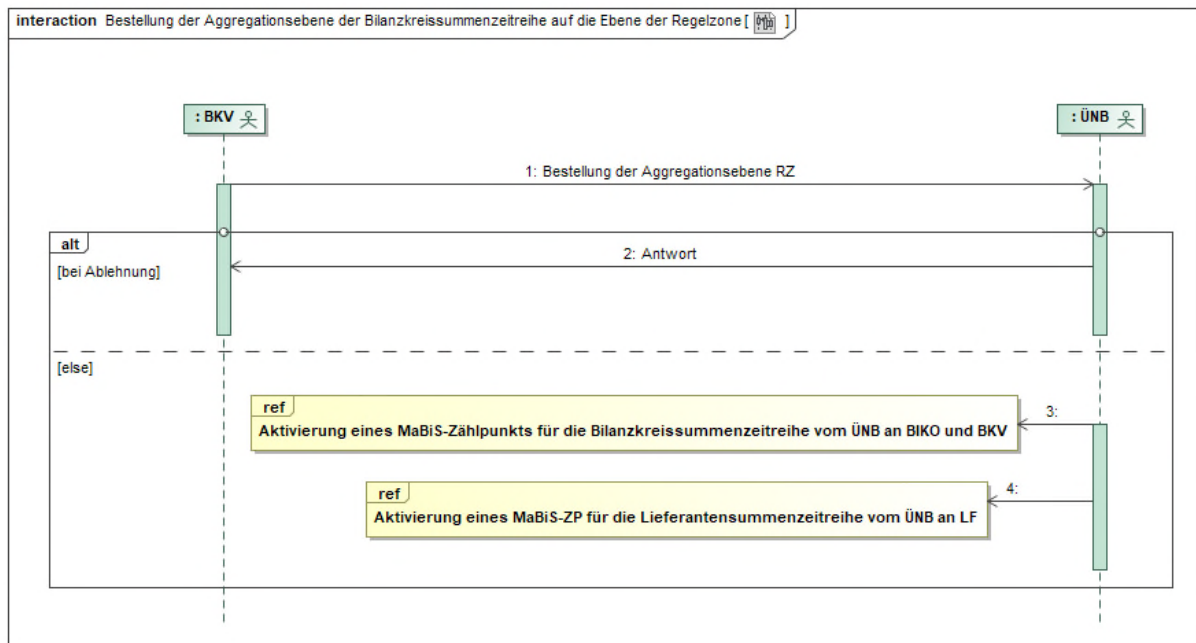 interaction Bestellung der Aggregationsebene der Bilanzkreissummenzeitreihe auf die Ebene der Regelzone [ ]
: BKV
: ÜNB
1: Bestellung der Aggregationsebene RZ
alt
2: Antwort
[bei Ablehnung]
[else]
ref
3:
Aktivierung eines MaBiS-Zählpunkts für die Bilanzkreissummenzeitreihe vom ÜNB an BIKO und BKV
ref
4:
Aktivierung eines MaBiS-ZP für die Lieferantensummenzeitreihe vom ÜNB an LF